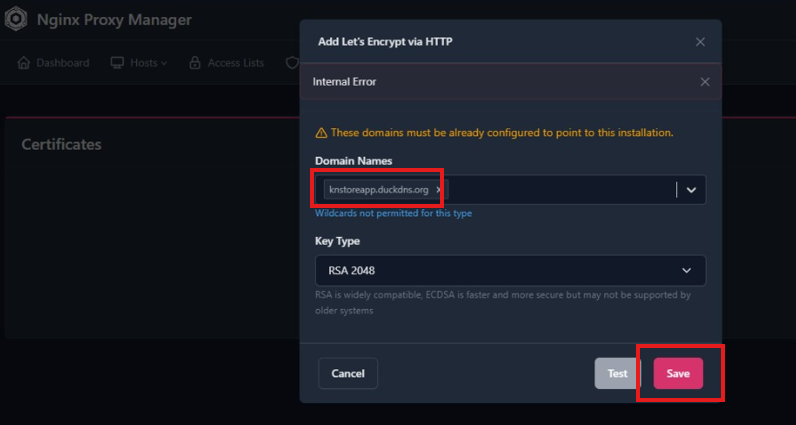 Nginx Proxy Manager
Add Let's Encrypt via HTTP
Dashboard
Hosts
Access Lists
Internal Error
Certificates
These domains must be already configured to point to this installation.
Domain Names
knstoreapp.duckdns.org
Wildcards not permitted for this type
Key Type
RSA 2048
RSA is widely compatible, ECDSA is faster and more secure but may not be supported by
older systems
Cancel
Test
Save